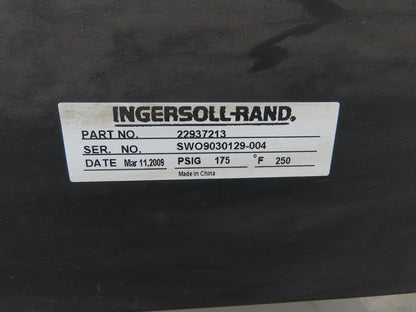 INGERSOLL-RAND®
PART NO. 22937213
SER. NO. SWO9030129-004
DATE Mar 11,2009 PSIG 175 °F 250
Made in China